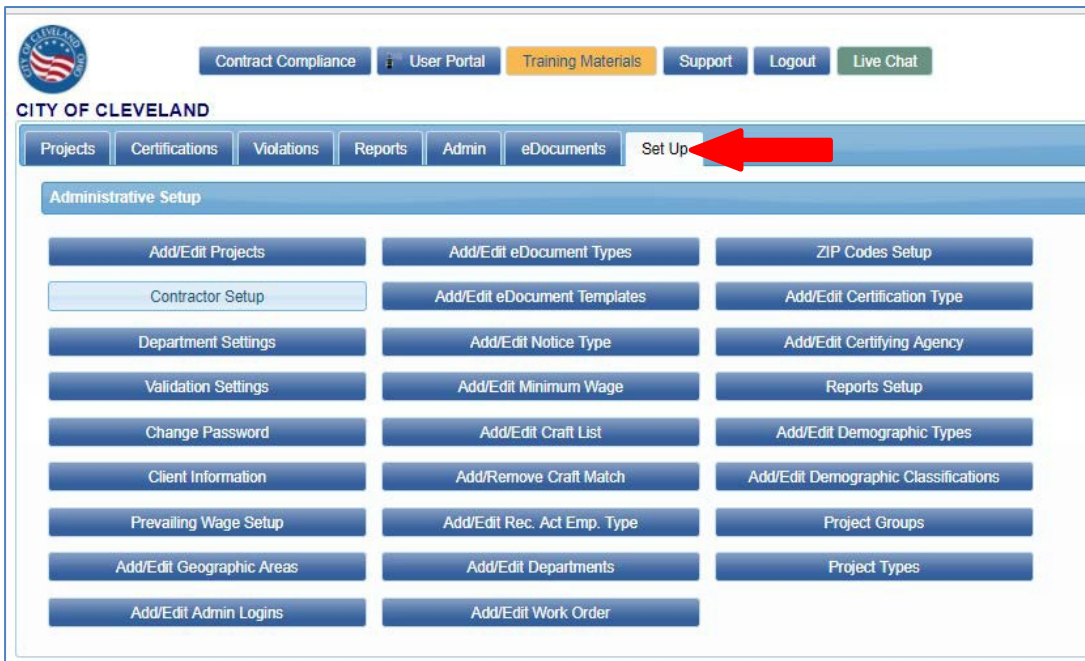 CITY OF CLEVELAND OHIO
Contract Compliance User Portal Training Materials Support Logout Live Chat
CITY OF CLEVELAND
Projects Certifications Violations Reports Admin eDocuments Set Up
Administrative Setup
Add/Edit Projects Add/Edit eDocument Types ZIP Codes Setup
Contractor Setup Add/Edit eDocument Templates Add/Edit Certification Type
Department Settings Add/Edit Notice Type Add/Edit Certifying Agency
Validation Settings Add/Edit Minimum Wage Reports Setup
Change Password Add/Edit Craft List Add/Edit Demographic Types
Client Information Add/Remove Craft Match Add/Edit Demographic Classifications
Prevailing Wage Setup Add/Edit Rec. Act Emp. Type Project Groups
Add/Edit Geographic Areas Add/Edit Departments Project Types
Add/Edit Admin Logins Add/Edit Work Order